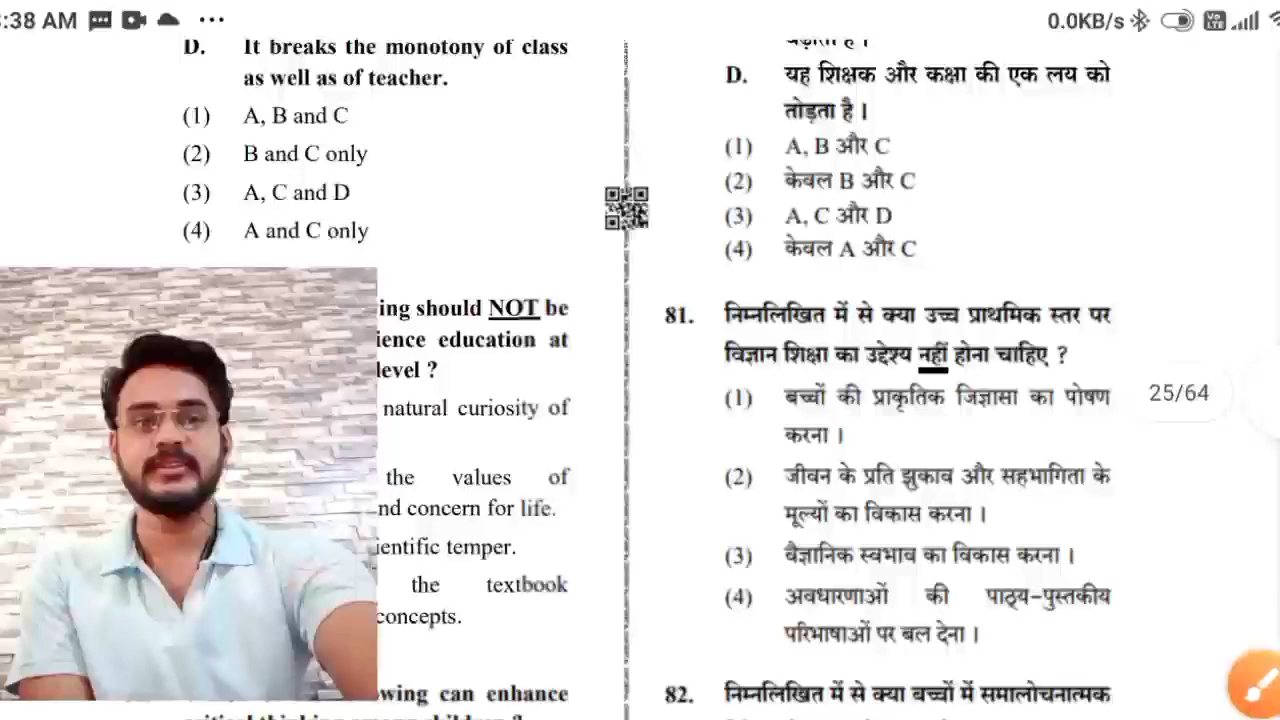 :38 AM
0.0KB/s
D. It breaks the monotony of class
as well as of teacher.
(1) A, B and C
(2) B and C only
(3) A, C and D
(4) A and C only
ing should NOT be
ience education at
level ?
natural curiosity of
the values of
nd concern for life.
ientific temper.
the textbook
concepts.
wing can enhance
critical thinking among children ?
D. यह शिक्षक और कक्षा की एक लय को
तोड़ता है ।
(1) A, B और C
(2) केवल B और C
(3) A, C और D
(4) केवल A और C
81. निम्नलिखित में से क्या उच्च प्राथमिक स्तर पर
विज्ञान शिक्षा का उद्देश्य नहीं होना चाहिए ?
(1) बच्चों की प्राकृतिक जिज्ञासा का पोषण
करना ।
(2) जीवन के प्रति झुकाव और सहभागिता के
मूल्यों का विकास करना ।
(3) वैज्ञानिक स्वभाव का विकास करना ।
(4) अवधारणाओं की पाठ्य-पुस्तकीय
परिभाषाओं पर बल देना ।
82. निम्नलिखित में से क्या बच्चों में समालोचनात्मक
25/64